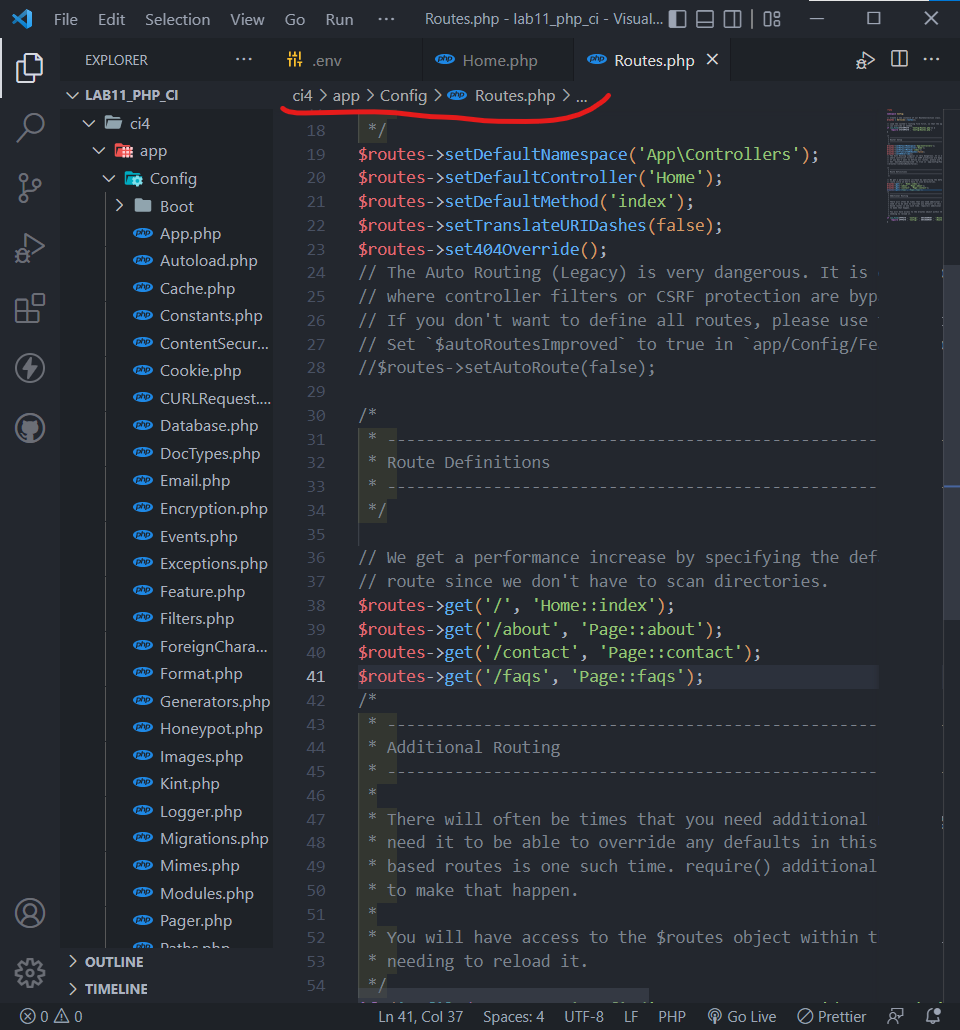 File Edit Selection View Go Run ··· Routes.php - lab11_php_ci - Visual...
EXPLORER ···
.env
Home.php
Routes.php
LAB11_PHP_CI
ci4
app
Config
Boot
App.php
Autoload.php
Cache.php
Constants.php
ContentSecur...
Cookie.php
CURLRequest....
Database.php
DocTypes.php
Email.php
Encryption.php
Events.php
Exceptions.php
Feature.php
Filters.php
ForeignChara...
Format.php
Generators.php
Honeypot.php
Images.php
Kint.php
Logger.php
Migrations.php
Mimes.php
Modules.php
Pager.php
Paths.php
OUTLINE
TIMELINE
ci4 > app > Config > Routes.php > ...
18 */
19 $routes->setDefaultNamespace('App\Controllers');
20 $routes->setDefaultController('Home');
21 $routes->setDefaultMethod('index');
22 $routes->setTranslateURIDashes(false);
23 $routes->set404Override();
24 // The Auto Routing (Legacy) is very dangerous. It is
25 // where controller filters or CSRF protection are byp
26 // If you don't want to define all routes, please use
27 // Set `$autoRoutesImproved` to true in `app/Config/Fe
28 //$routes->setAutoRoute(false);
29
30 /*
31 * --------------------------------------------------
32 * Route Definitions
33 * --------------------------------------------------
34 */
35
36 // We get a performance increase by specifying the def
37 // route since we don't have to scan directories.
38 $routes->get('/', 'Home::index');
39 $routes->get('/about', 'Page::about');
40 $routes->get('/contact', 'Page::contact');
41 $routes->get('/faqs', 'Page::faqs');
42 /*
43 * --------------------------------------------------
44 * Additional Routing
45 * --------------------------------------------------
46 *
47 * There will often be times that you need additional
48 * need it to be able to override any defaults in this
49 * based routes is one such time. require() additional
50 * to make that happen.
51 *
52 * You will have access to the $routes object within t
53 * needing to reload it.
54 */
0 0 Ln 41, Col 37 Spaces: 4 UTF-8 LF PHP Go Live Prettier